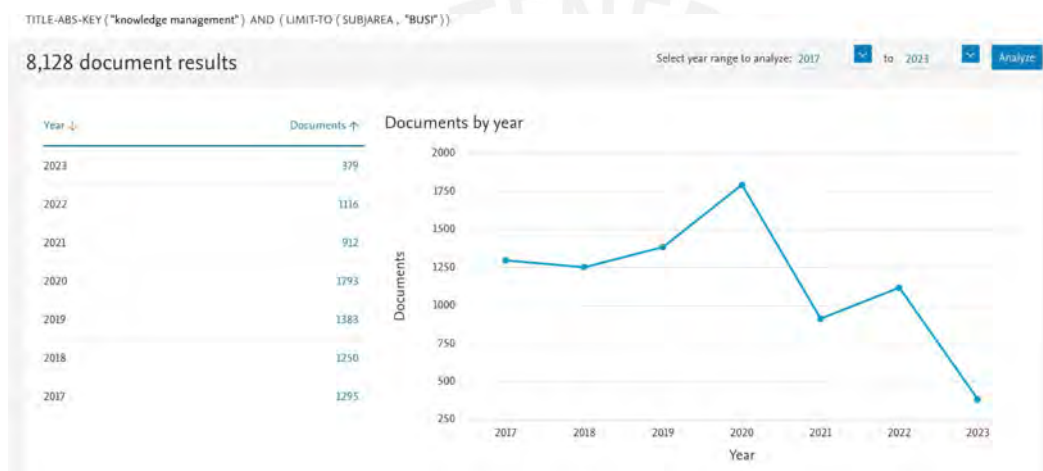 TITLE-ABS-KEY ( "knowledge management" ) AND ( LIMIT-TO ( SUBJAREA , "BUSI" ) )
8,128 document results
Select year range to analyze: 2017 to 2023 Analyze
Year Documents
2023 379
2022 1116
2021 912
2020 1793
2019 1383
2018 1250
2017 1295
Documents by year
2000
1750
1500
1250
1000
750
500
250
Documents
2017 2018 2019 2020 2021 2022 2023
Year